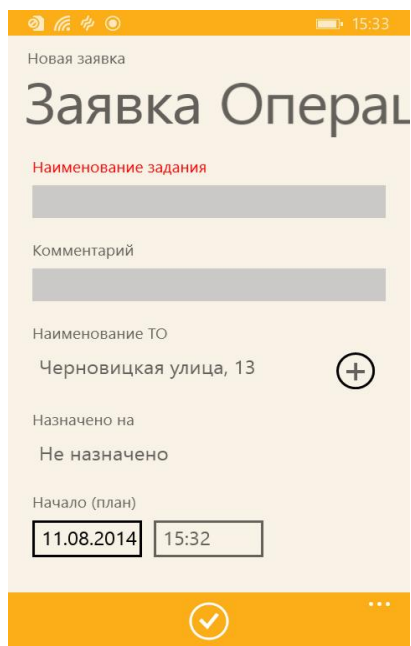 15:33
Новая заявка
Заявка Операц
Наименование задания
Комментарий
Наименование ТО
Черновицкая улица, 13
Назначено на
Не назначено
Начало (план)
11.08.2014 15:32